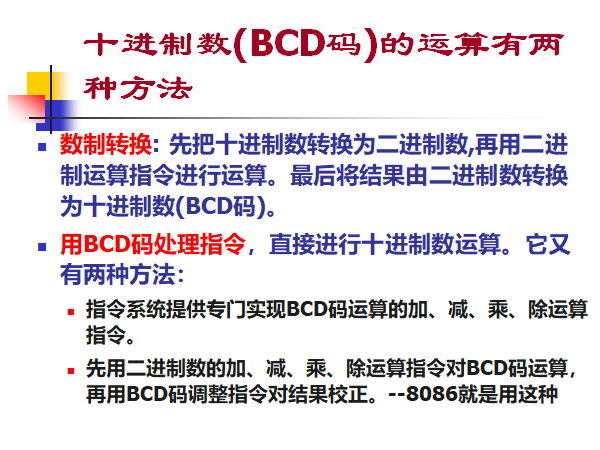 十进制数(BCD码)的运算有两
种方法
数制转换: 先把十进制数转换为二进制数,再用二进
制运算指令进行运算。最后将结果由二进制数转换
为十进制数(BCD码)。
用BCD码处理指令，直接进行十进制数运算。它又
有两种方法：
指令系统提供专门实现BCD码运算的加、减、乘、除运算
指令。
先用二进制数的加、减、乘、除运算指令对BCD码运算，
再用BCD码调整指令对结果校正。--8086就是用这种